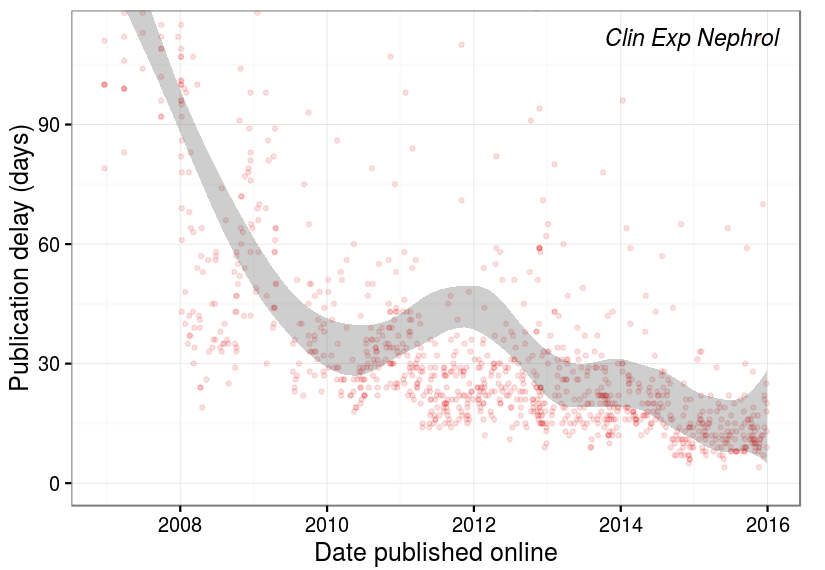 Clin Exp Nephrol
Publication delay (days)
90
60
30
0
2008 2010 2012 2014 2016
Date published online